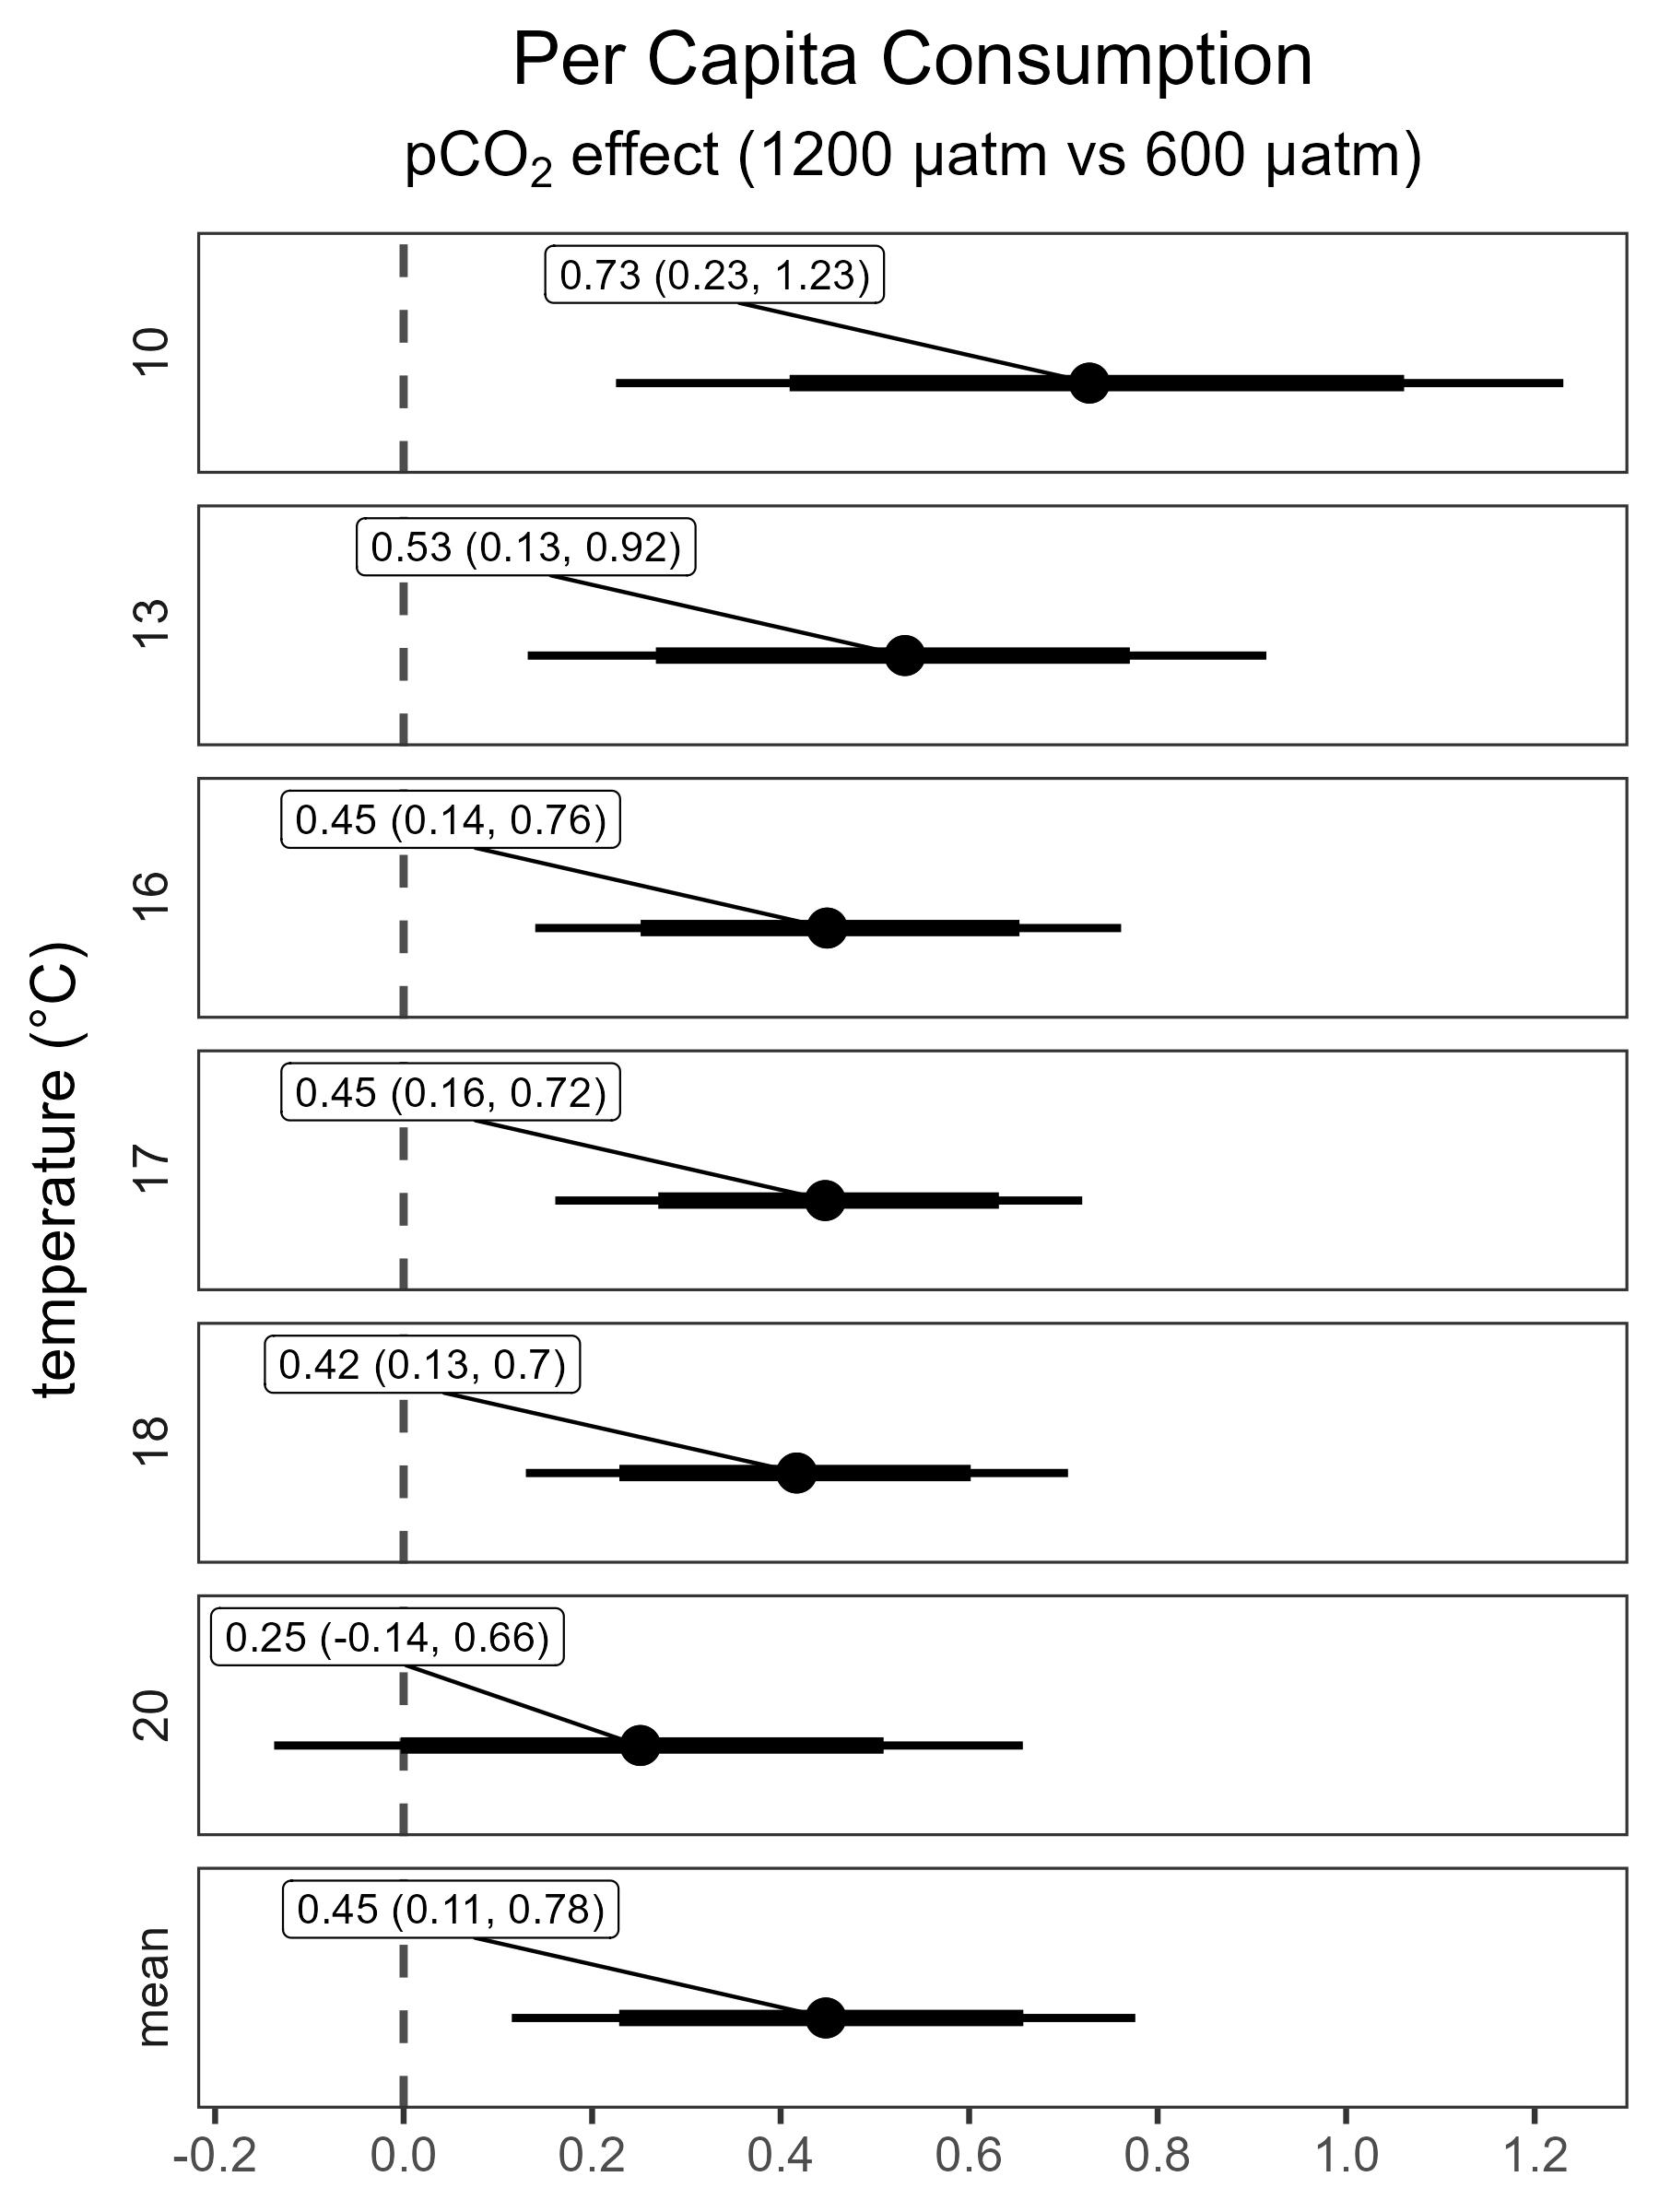 Per Capita Consumption
pCO₂ effect (1200 µatm vs 600 µatm)
temperature (°C)
10
0.73 (0.23, 1.23)
13
0.53 (0.13, 0.92)
16
0.45 (0.14, 0.76)
17
0.45 (0.16, 0.72)
18
0.42 (0.13, 0.7)
20
0.25 (-0.14, 0.66)
mean
0.45 (0.11, 0.78)
-0.2 0.0 0.2 0.4 0.6 0.8 1.0 1.2